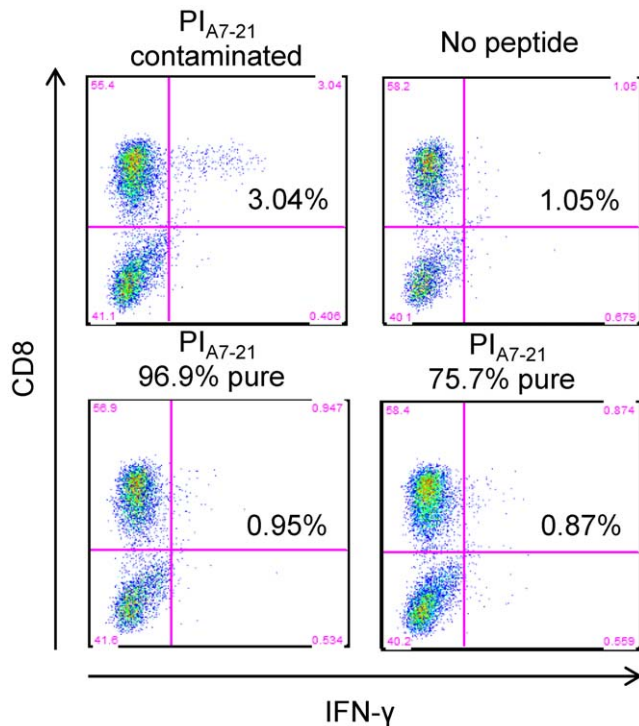 PIA7-21
contaminated
No peptide
55.4
3.04
58.2
1.05
3.04%
1.05%
41.1
0.406
40.1
0.679
PIA7-21
96.9% pure
PIA7-21
75.7% pure
56.9
0.947
58.4
0.874
0.95%
0.87%
41.6
0.534
40.2
0.559
CD8
IFN-γ